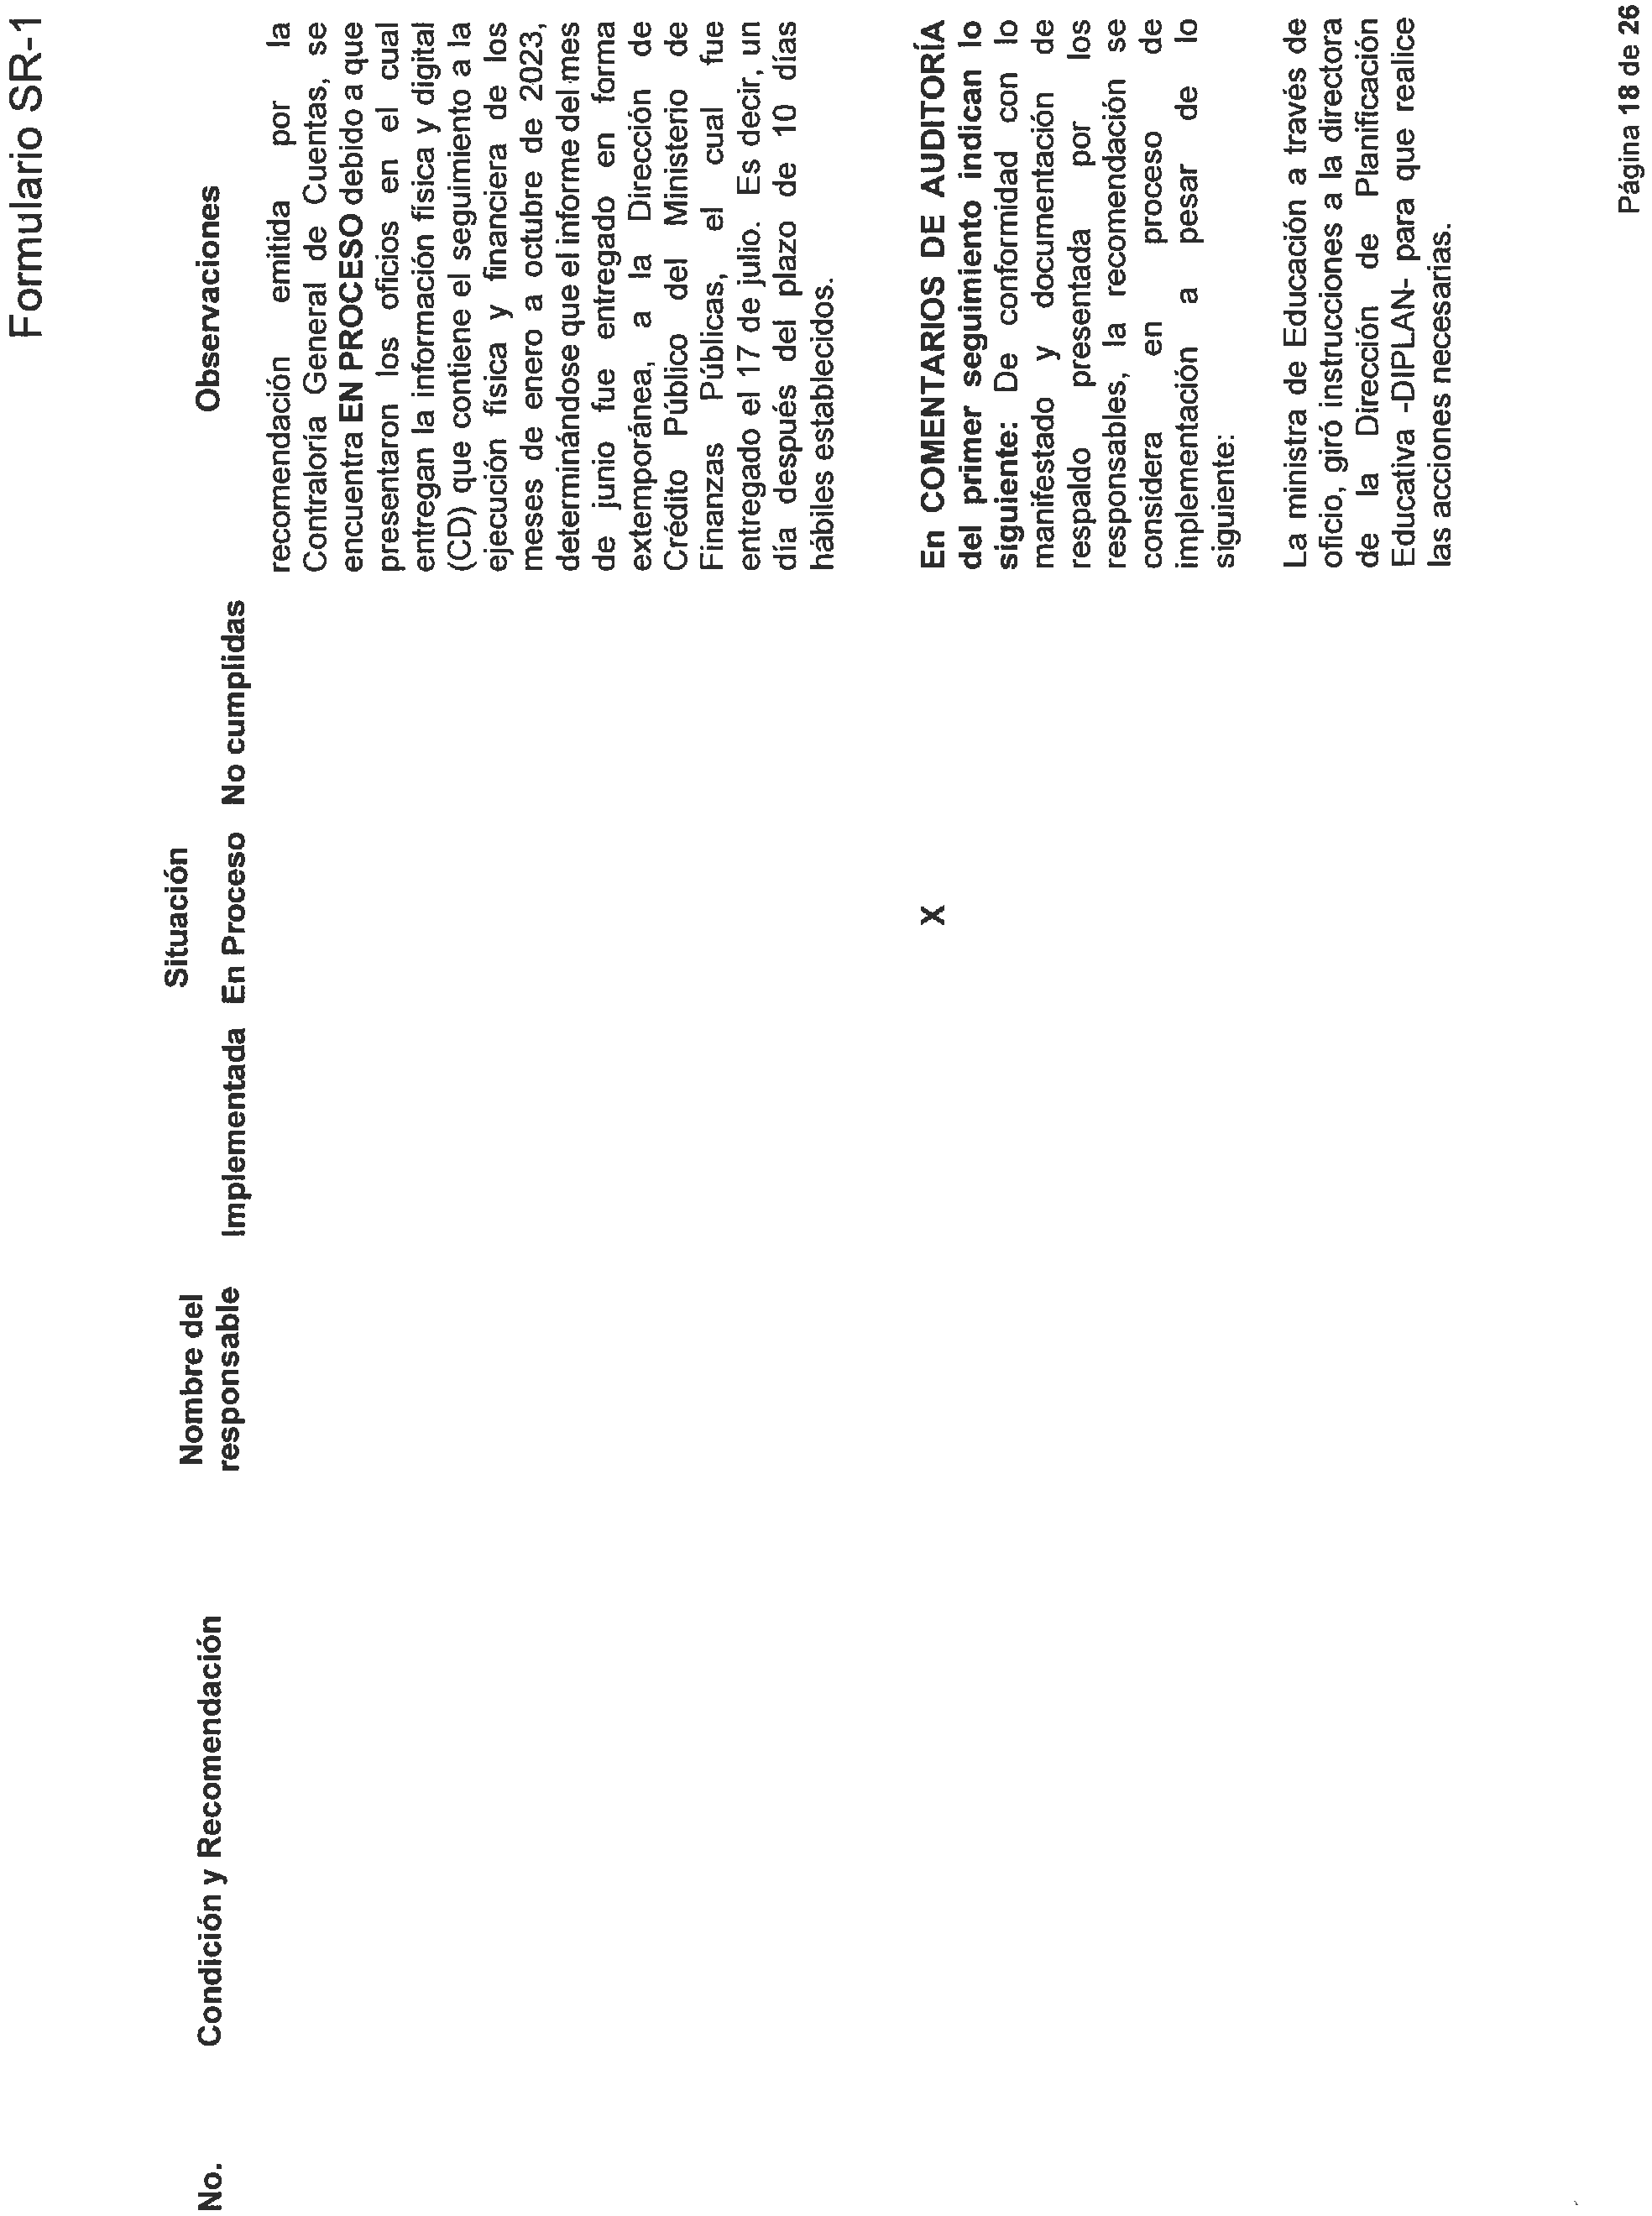 Formulario SR-1
Situación
No. Condición y Recomendación Nombre del responsable Implementada En Proceso No cumplidas Observaciones
recomendación emitida por la
Contraloría General de Cuentas, se
encuentra EN PROCESO debido a que
presentaron los oficios en el cual
entregan la información física y digital
(CD) que contiene el seguimiento a la
ejecución física y financiera de los
meses de enero a octubre de 2023,
determinándose que el informe del mes
de junio fue entregado en forma
extemporánea, a la Dirección de
Crédito Público del Ministerio de
Finanzas Públicas, el cual fue
entregado el 17 de julio. Es decir, un
día después del plazo de 10 días
hábiles establecidos.
X En COMENTARIOS DE AUDITORÍA
del primer seguimiento indican lo
siguiente: De conformidad con lo
manifestado y documentación de
respaldo presentada por los
responsables, la recomendación se
considera en proceso de
implementación a pesar de lo
siguiente:
La ministra de Educación a través de
oficio, giró instrucciones a la directora
de la Dirección de Planificación
Educativa -DIPLAN- para que realice
las acciones necesarias.
Página 18 de 26